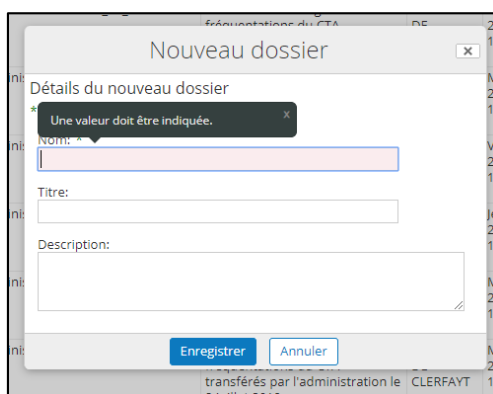 fréquentations du CTA DE
Nouveau dossier x
Détails du nouveau dossier
*
Une valeur doit être indiquée. x
Nom: *
Titre:
Description:
Enregistrer Annuler
transférés par l'administration le CLERFAYT